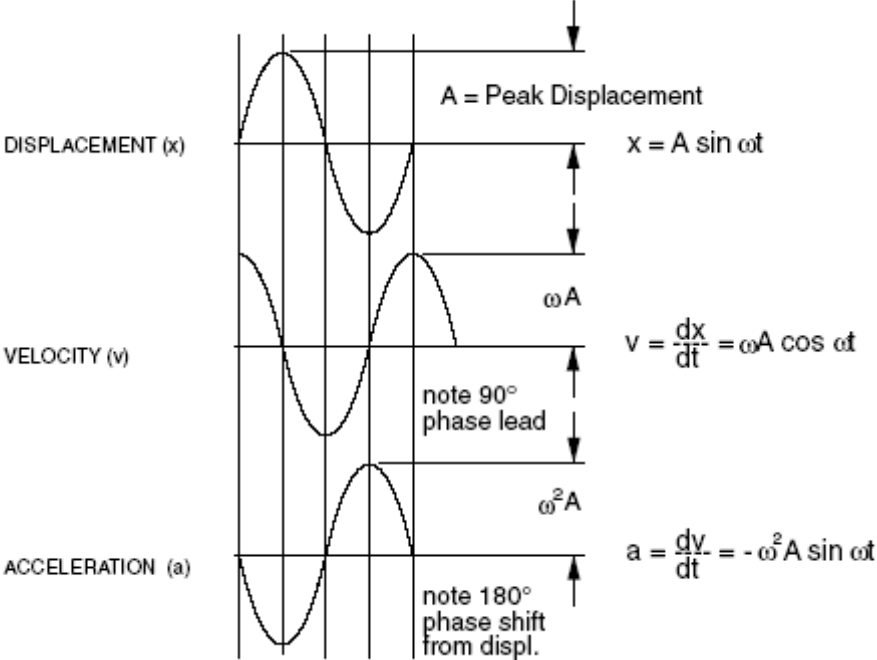 A = Peak Displacement
DISPLACEMENT (x)
x = A sin ωt
ωA
VELOCITY (v)
v = dx/dt = ωA cos ωt
note 90°
phase lead
ω²A
ACCELERATION (a)
a = dv/dt = - ω²A sin ωt
note 180°
phase shift
from displ.